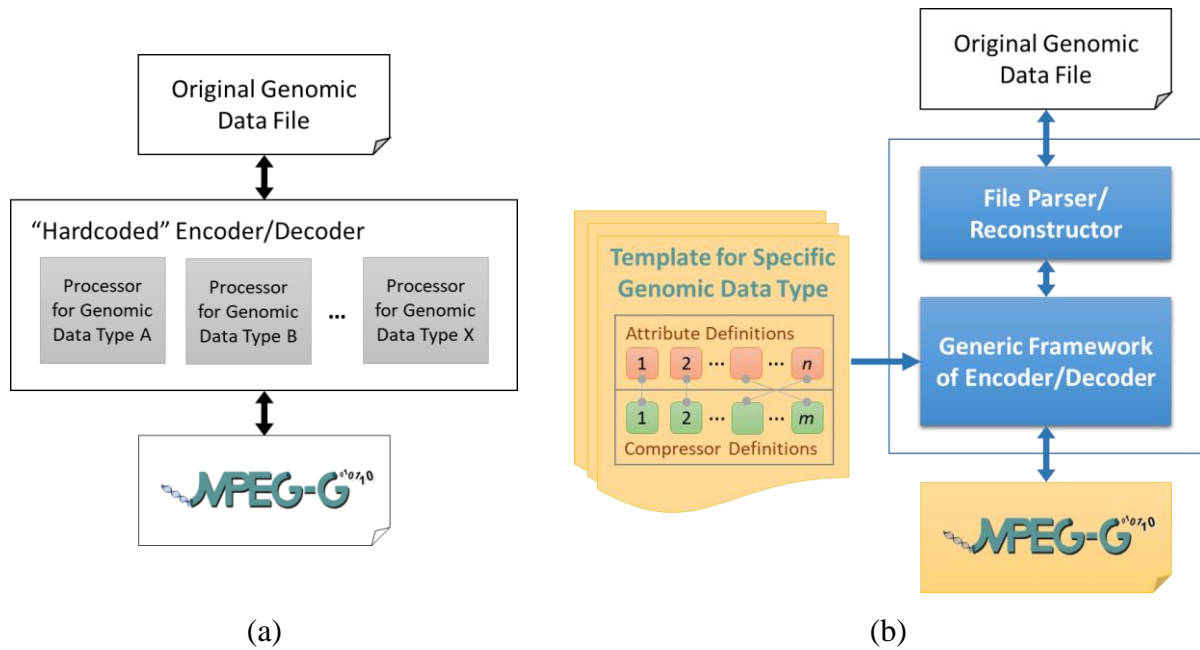 Original Genomic
Data File
“Hardcoded” Encoder/Decoder
Processor
for Genomic
Data Type A
Processor
for Genomic
Data Type B
...
Processor
for Genomic
Data Type X
MPEG-G
(a)
Original Genomic
Data File
File Parser/
Reconstructor
Template for Specific
Genomic Data Type
Attribute Definitions
1 2 ... ... n
1 2 ... ... m
Compressor Definitions
Generic Framework
of Encoder/Decoder
MPEG-G
(b)